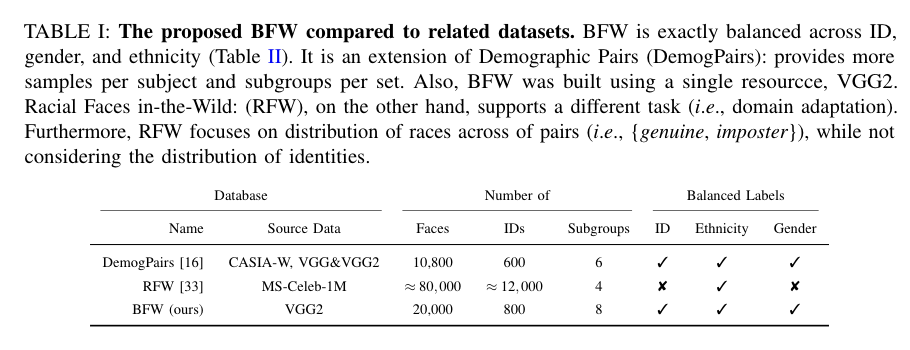 TABLE I: The proposed BFW compared to related datasets. BFW is exactly balanced across ID,
gender, and ethnicity (Table II). It is an extension of Demographic Pairs (DemogPairs): provides more
samples per subject and subgroups per set. Also, BFW was built using a single resourcce, VGG2.
Racial Faces in-the-Wild: (RFW), on the other hand, supports a different task (i.e., domain adaptation).
Furthermore, RFW focuses on distribution of races across of pairs (i.e., {genuine, imposter}), while not
considering the distribution of identities.
Database Number of Balanced Labels
Name Source Data Faces IDs Subgroups ID Ethnicity Gender
DemogPairs [16] CASIA-W, VGG&VGG2 10,800 600 6 ✓ ✓ ✓
RFW [33] MS-Celeb-1M ≈ 80,000 ≈ 12,000 4 ✘ ✓ ✘
BFW (ours) VGG2 20,000 800 8 ✓ ✓ ✓